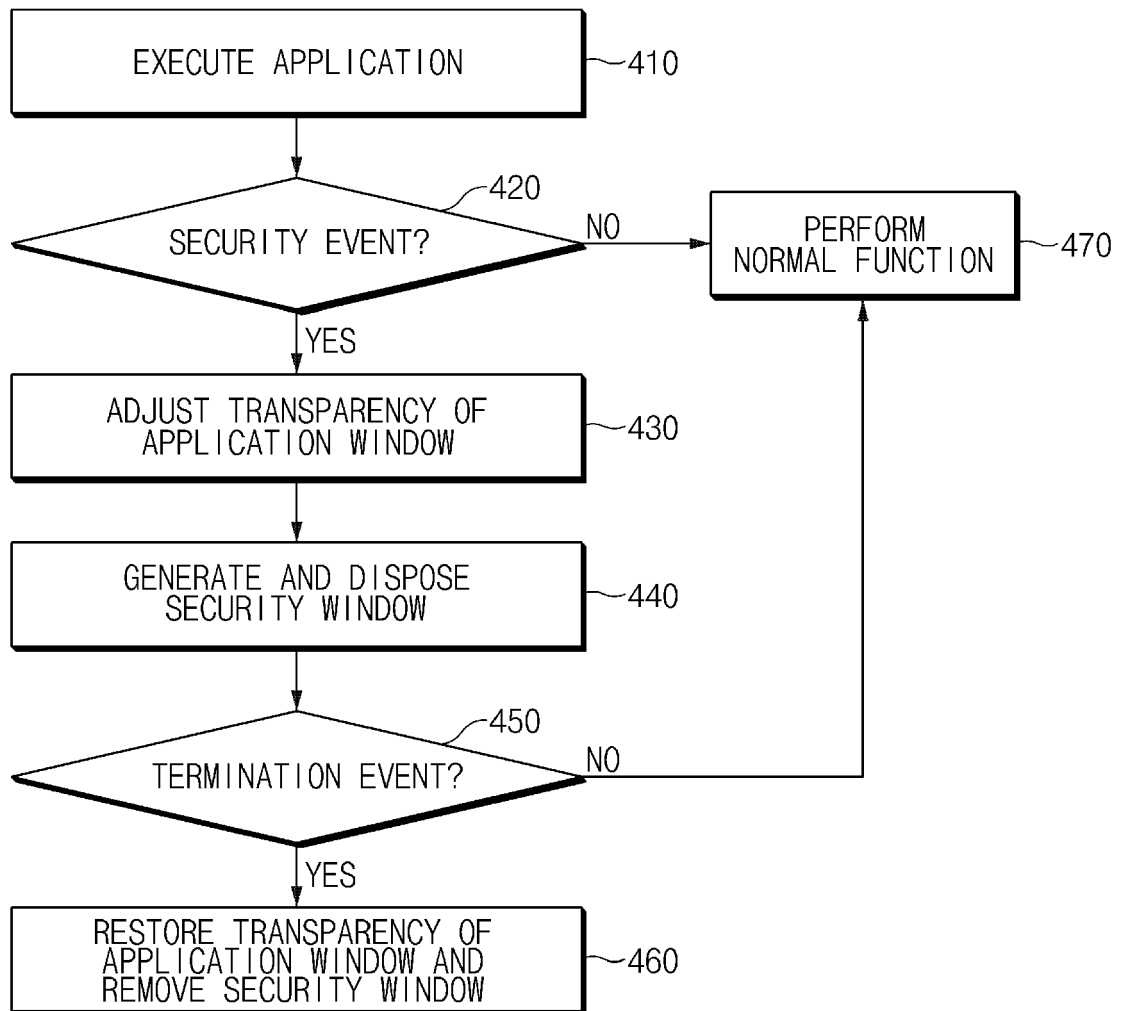 EXECUTE APPLICATION
410
420
SECURITY EVENT?
NO
PERFORM
NORMAL FUNCTION
470
YES
ADJUST TRANSPARENCY OF
APPLICATION WINDOW
430
GENERATE AND DISPOSE
SECURITY WINDOW
440
450
TERMINATION EVENT?
NO
YES
RESTORE TRANSPARENCY OF
APPLICATION WINDOW AND
REMOVE SECURITY WINDOW
460